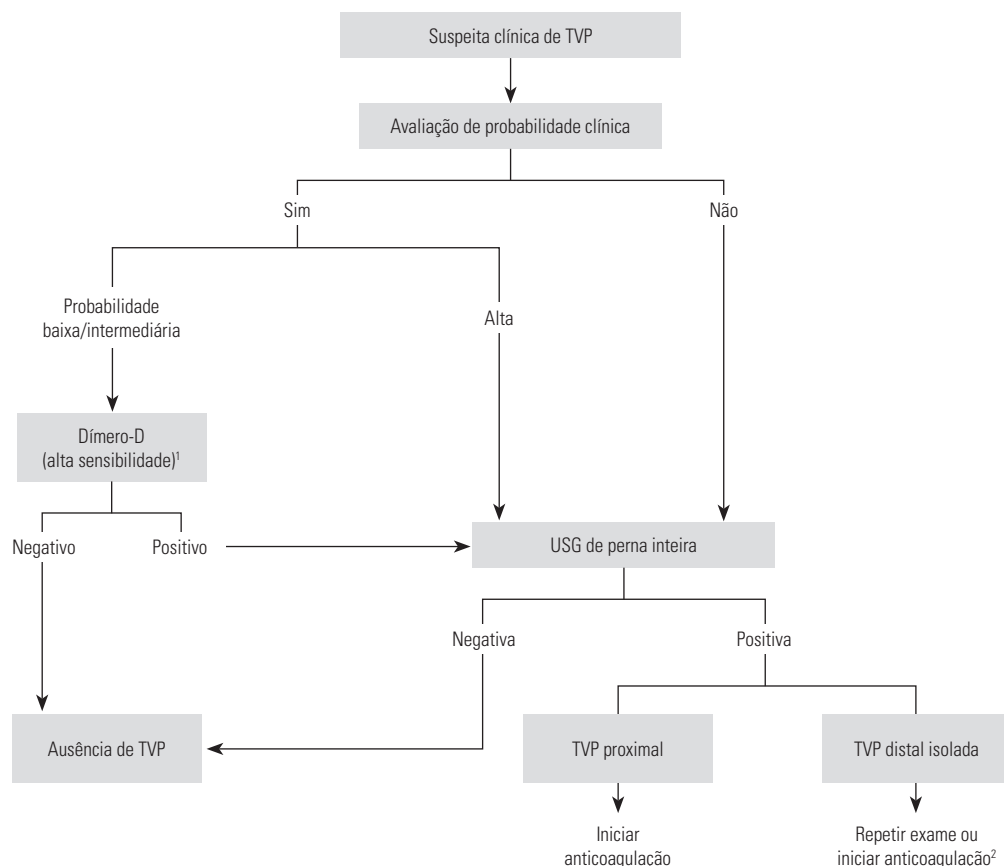 Suspeita clínica de TVP
Avaliação de probabilidade clínica
Sim
Não
Probabilidade
baixa/intermediária
Alta
Dímero-D
(alta sensibilidade)¹
Negativo
Positivo
USG de perna inteira
Negativa
Positiva
Ausência de TVP
TVP proximal
TVP distal isolada
Iniciar
anticoagulação
Repetir exame ou
iniciar anticoagulação²